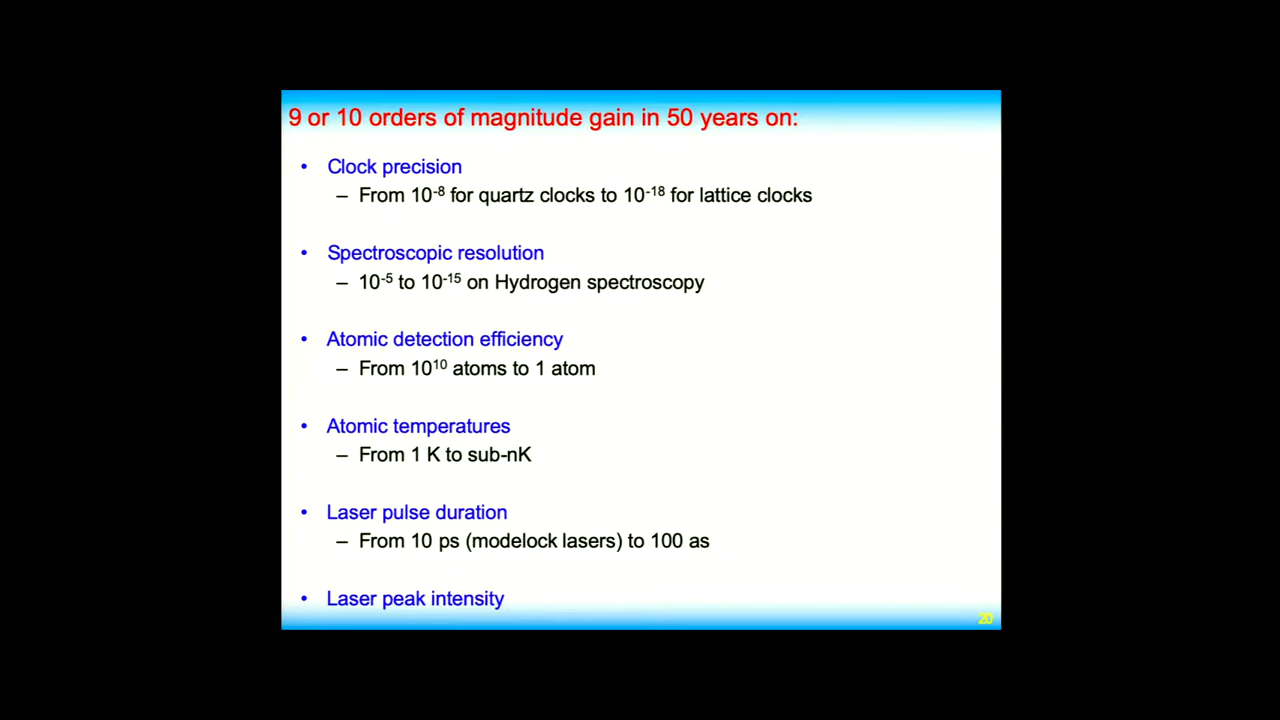 9 or 10 orders of magnitude gain in 50 years on:
• Clock precision
– From 10⁻⁸ for quartz clocks to 10⁻¹⁸ for lattice clocks
• Spectroscopic resolution
– 10⁻⁵ to 10⁻¹⁵ on Hydrogen spectroscopy
• Atomic detection efficiency
– From 10¹⁰ atoms to 1 atom
• Atomic temperatures
– From 1 K to sub-nK
• Laser pulse duration
– From 10 ps (modelock lasers) to 100 as
• Laser peak intensity
20